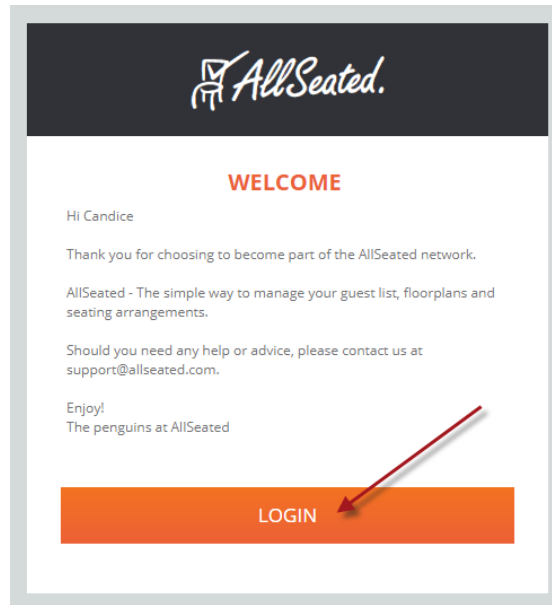 AllSeated.
WELCOME
Hi Candice
Thank you for choosing to become part of the AllSeated network.
AllSeated - The simple way to manage your guest list, floorplans and
seating arrangements.
Should you need any help or advice, please contact us at
support@allseated.com.
Enjoy!
The penguins at AllSeated
LOGIN